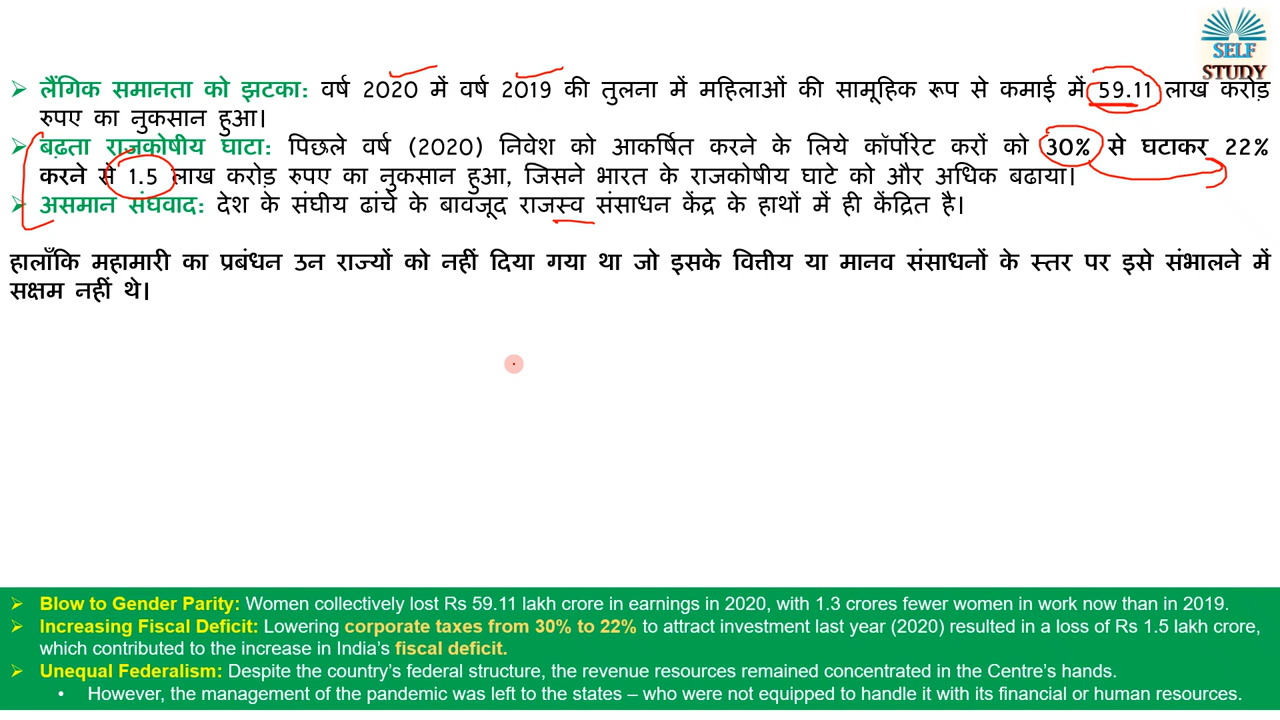 SELF
STUDY
➢ लैंगिक समानता को झटका: वर्ष 2020 में वर्ष 2019 की तुलना में महिलाओं की सामूहिक रूप से कमाई में 59.11 लाख करोड़
रुपए का नुकसान हुआ।
➢ बढ़ता राजकोषीय घाटा: पिछले वर्ष (2020) निवेश को आकर्षित करने के लिये कॉर्पोरेट करों को 30% से घटाकर 22%
करने से 1.5 लाख करोड़ रुपए का नुकसान हुआ, जिसने भारत के राजकोषीय घाटे को और अधिक बढाया।
➢ असमान संघवाद: देश के संघीय ढांचे के बावजूद राजस्व संसाधन केंद्र के हाथों में ही केंद्रित है।
हालाँकि महामारी का प्रबंधन उन राज्यों को नहीं दिया गया था जो इसके वित्तीय या मानव संसाधनों के स्तर पर इसे संभालने में
सक्षम नहीं थे।
➢ Blow to Gender Parity: Women collectively lost Rs 59.11 lakh crore in earnings in 2020, with 1.3 crores fewer women in work now than in 2019.
➢ Increasing Fiscal Deficit: Lowering corporate taxes from 30% to 22% to attract investment last year (2020) resulted in a loss of Rs 1.5 lakh crore,
which contributed to the increase in India’s fiscal deficit.
➢ Unequal Federalism: Despite the country’s federal structure, the revenue resources remained concentrated in the Centre’s hands.
• However, the management of the pandemic was left to the states – who were not equipped to handle it with its financial or human resources.